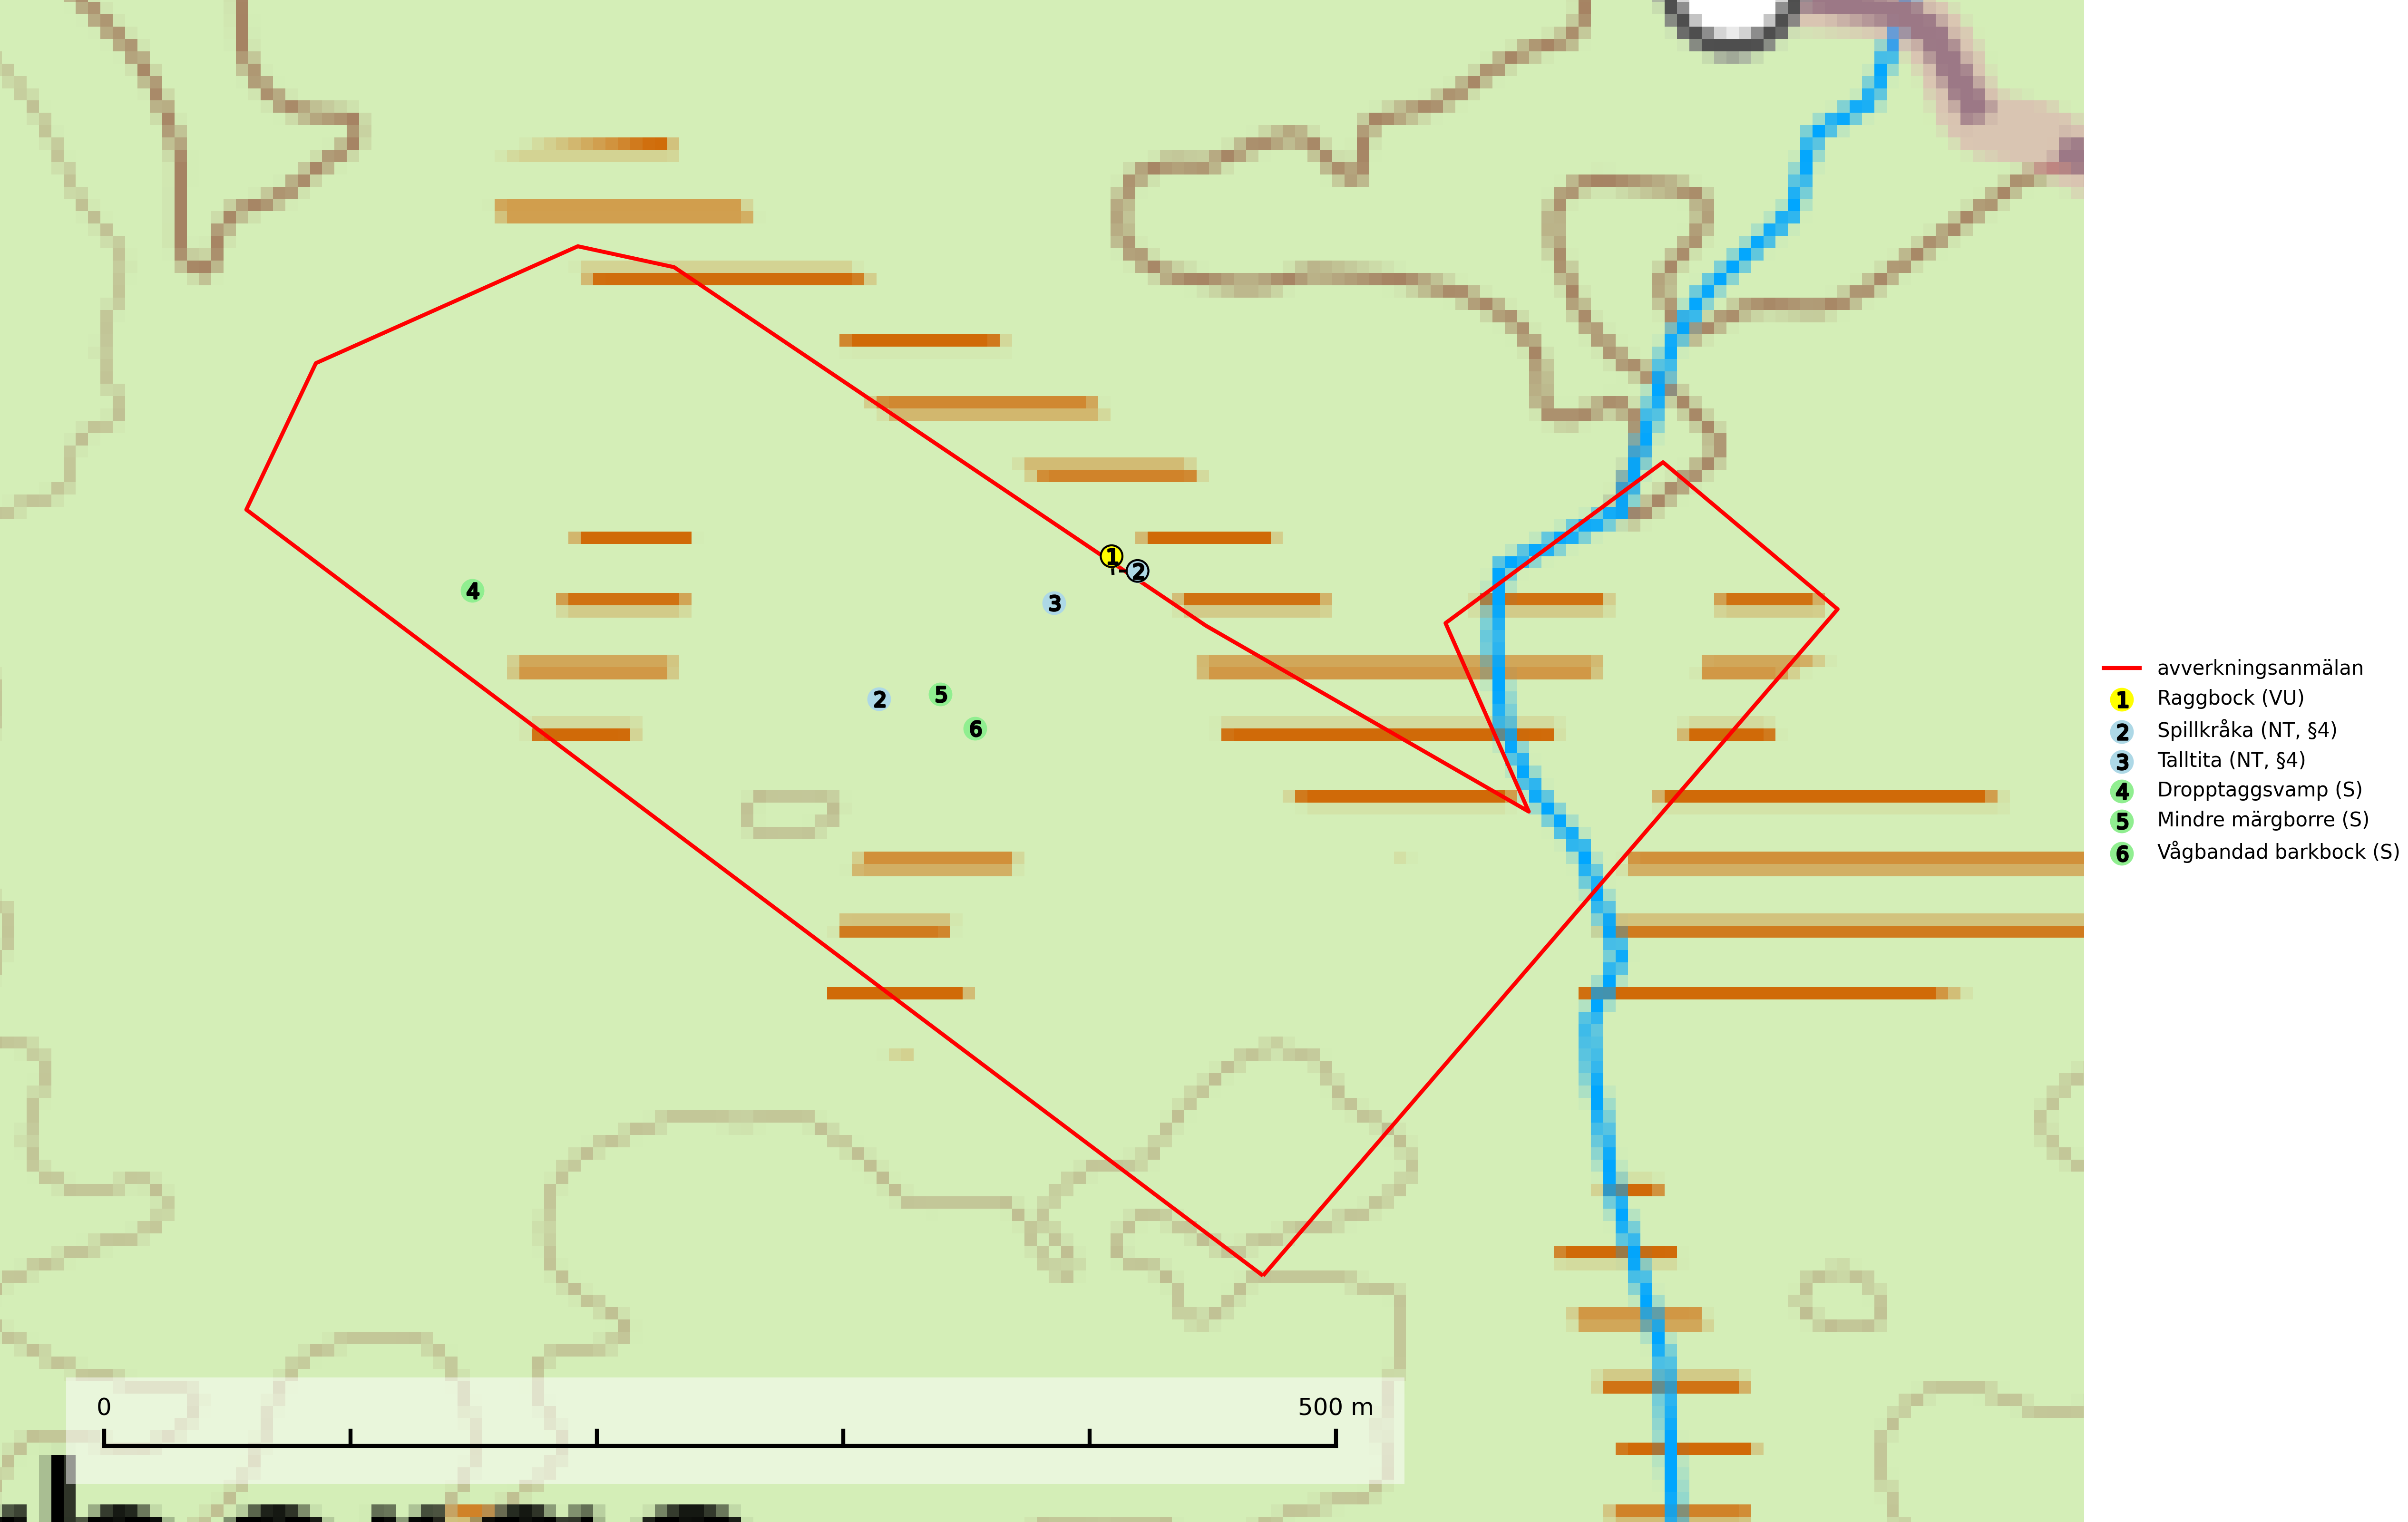 1
2
3
4
2
5
6
avverkningsanmälan
1 Raggbock (VU)
2 Spillkråka (NT, §4)
3 Talltita (NT, §4)
4 Dropptaggsvamp (S)
5 Mindre märgborre (S)
6 Vågbandad barkbock (S)
0 500 m